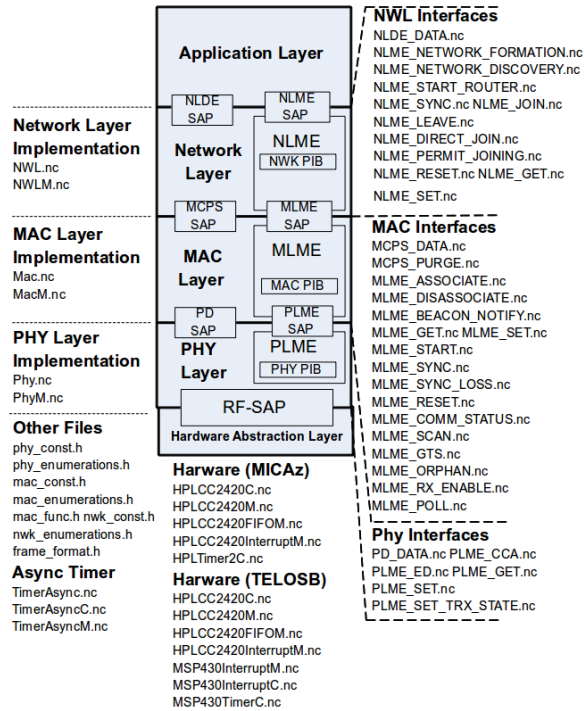 Application Layer
NLDE
SAP
NLME
SAP
Network
Layer
NLME
NWK PIB
MCPS
SAP
MLME
SAP
MAC
Layer
MLME
MAC PIB
PD
SAP
PLME
SAP
PHY
Layer
PLME
PHY PIB
RF-SAP
Hardware Abstraction Layer
Network Layer
Implementation
NWL.nc
NWLM.nc
MAC Layer
Implementation
Mac.nc
MacM.nc
PHY Layer
Implementation
Phy.nc
PhyM.nc
Other Files
phy_const.h
phy_enumerations.h
mac_const.h
mac_enumerations.h
mac_func.h nwk_const.h
nwk_enumerations.h
frame_format.h
Async Timer
TimerAsync.nc
TimerAsyncC.nc
TimerAsyncM.nc
Harware (MICAz)
HPLCC2420C.nc
HPLCC2420M.nc
HPLCC2420FIFOM.nc
HPLCC2420InterruptM.nc
HPLTimer2C.nc
Hardware (TELOSB)
HPLCC2420C.nc
HPLCC2420M.nc
HPLCC2420FIFOM.nc
HPLCC2420InterruptM.nc
MSP430InterruptM.nc
MSP430InterruptC.nc
MSP430TimerC.nc
NWL Interfaces
NLDE_DATA.nc
NLME_NETWORK_FORMATION.nc
NLME_NETWORK_DISCOVERY.nc
NLME_START_ROUTER.nc
NLME_SYNC.nc NLME_JOIN.nc
NLME_LEAVE.nc
NLME_DIRECT_JOIN.nc
NLME_PERMIT_JOINING.nc
NLME_RESET.nc NLME_GET.nc
NLME_SET.nc
MAC Interfaces
MCPS_DATA.nc
MCPS_PURGE.nc
MLME_ASSOCIATE.nc
MLME_DISASSOCIATE.nc
MLME_BEACON_NOTIFY.nc
MLME_GET.nc MLME_SET.nc
MLME_START.nc
MLME_SYNC.nc
MLME_SYNC_LOSS.nc
MLME_RESET.nc
MLME_COMM_STATUS.nc
MLME_SCAN.nc
MLME_GTS.nc
MLME_ORPHAN.nc
MLME_RX_ENABLE.nc
MLME_POLL.nc
Phy Interfaces
PD_DATA.nc PLME_CCA.nc
PLME_ED.nc PLME_GET.nc
PLME_SET.nc
PLME_SET_TRX_STATE.nc